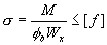 σ = M / (ϕ_b W_x) ≤ [f]